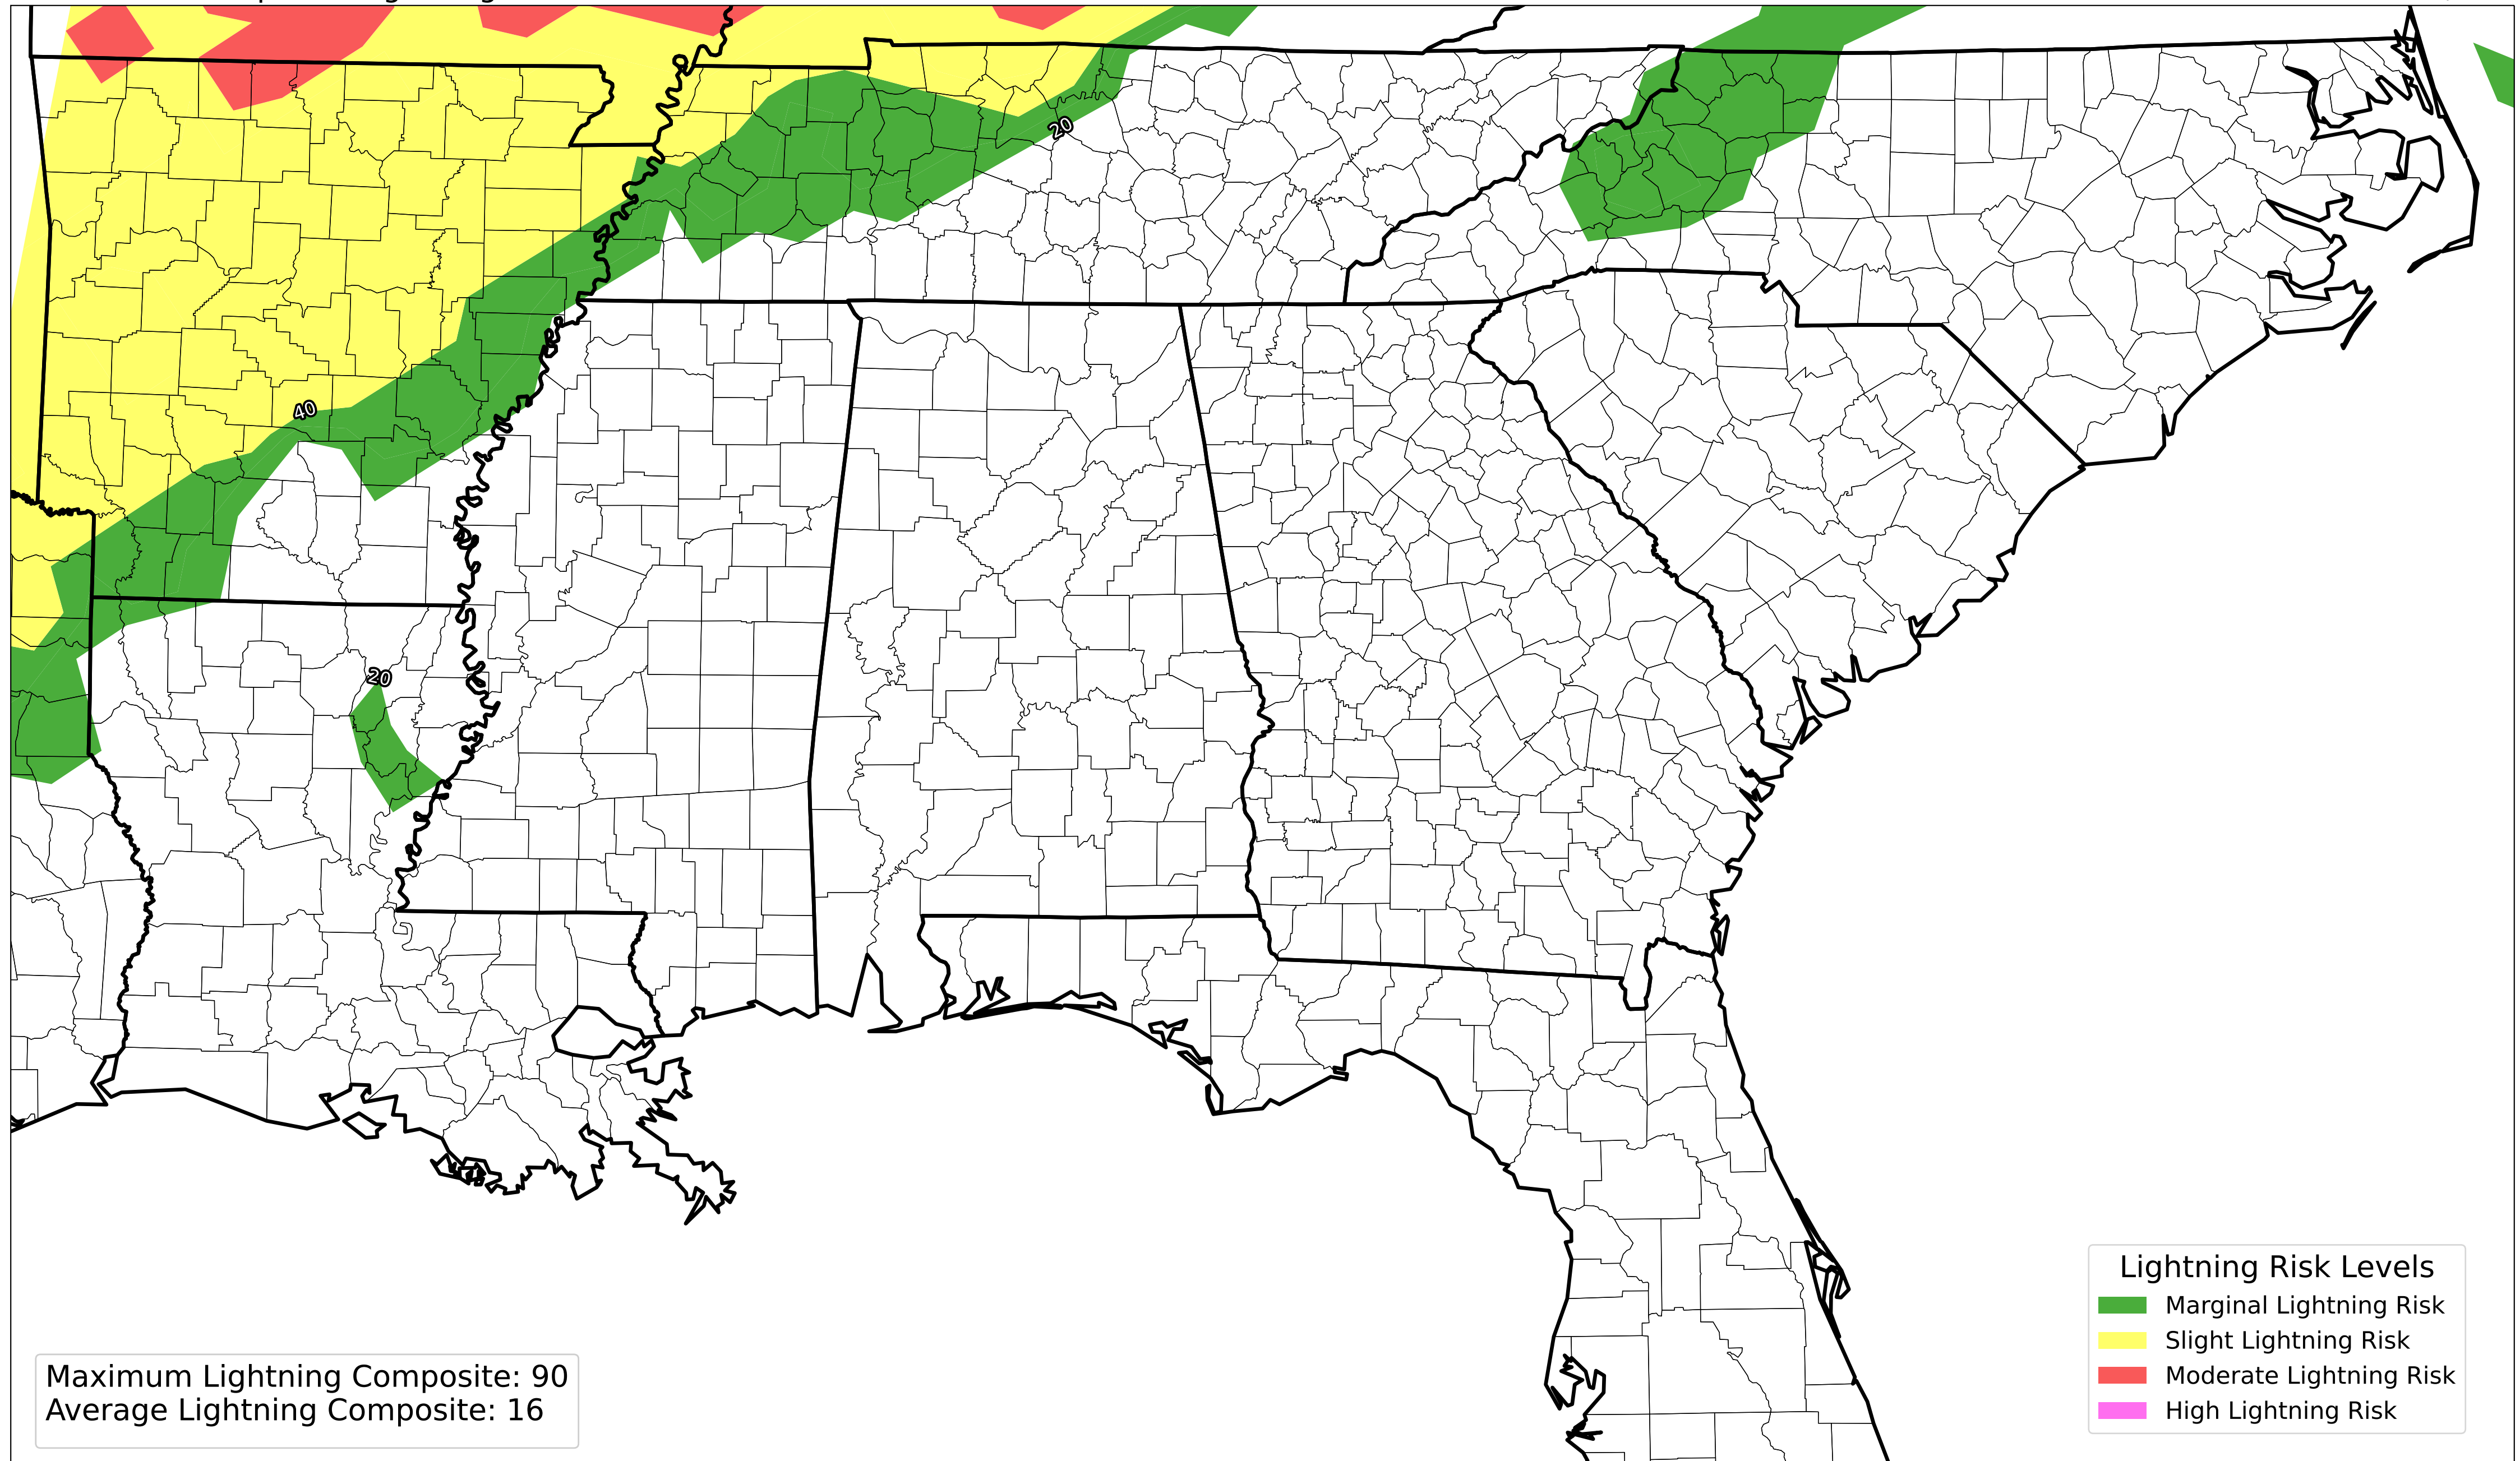 20
40
20
Lightning Risk Levels
Marginal Lightning Risk
Slight Lightning Risk
Moderate Lightning Risk
High Lightning Risk
Maximum Lightning Composite: 90
Average Lightning Composite: 16